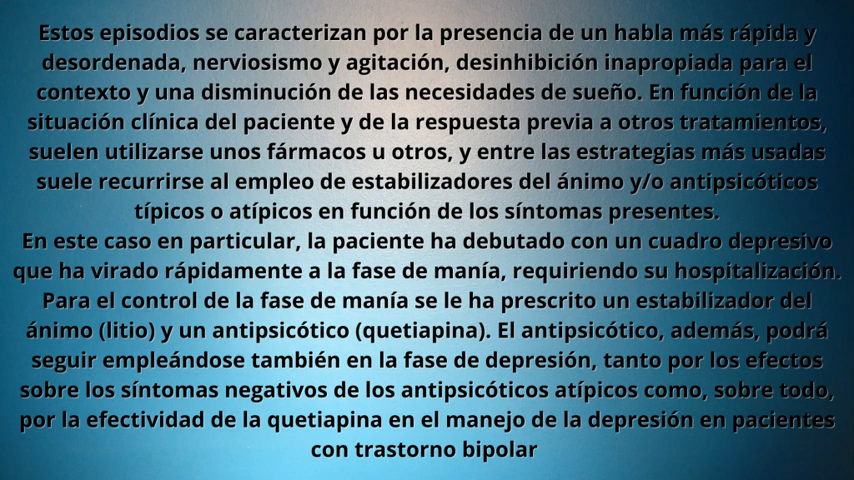 Estos episodios se caracterizan por la presencia de un habla más rápida y
desordenada, nerviosismo y agitación, desinhibición inapropiada para el
contexto y una disminución de las necesidades de sueño. En función de la
situación clínica del paciente y de la respuesta previa a otros tratamientos,
suelen utilizarse unos fármacos u otros, y entre las estrategias más usadas
suele recurrirse al empleo de estabilizadores del ánimo y/o antipsicóticos
típicos o atípicos en función de los síntomas presentes.
En este caso en particular, la paciente ha debutado con un cuadro depresivo
que ha virado rápidamente a la fase de manía, requiriendo su hospitalización.
Para el control de la fase de manía se le ha prescrito un estabilizador del
ánimo (litio) y un antipsicótico (quetiapina). El antipsicótico, además, podrá
seguir empleándose también en la fase de depresión, tanto por los efectos
sobre los síntomas negativos de los antipsicóticos atípicos como, sobre todo,
por la efectividad de la quetiapina en el manejo de la depresión en pacientes
con trastorno bipolar